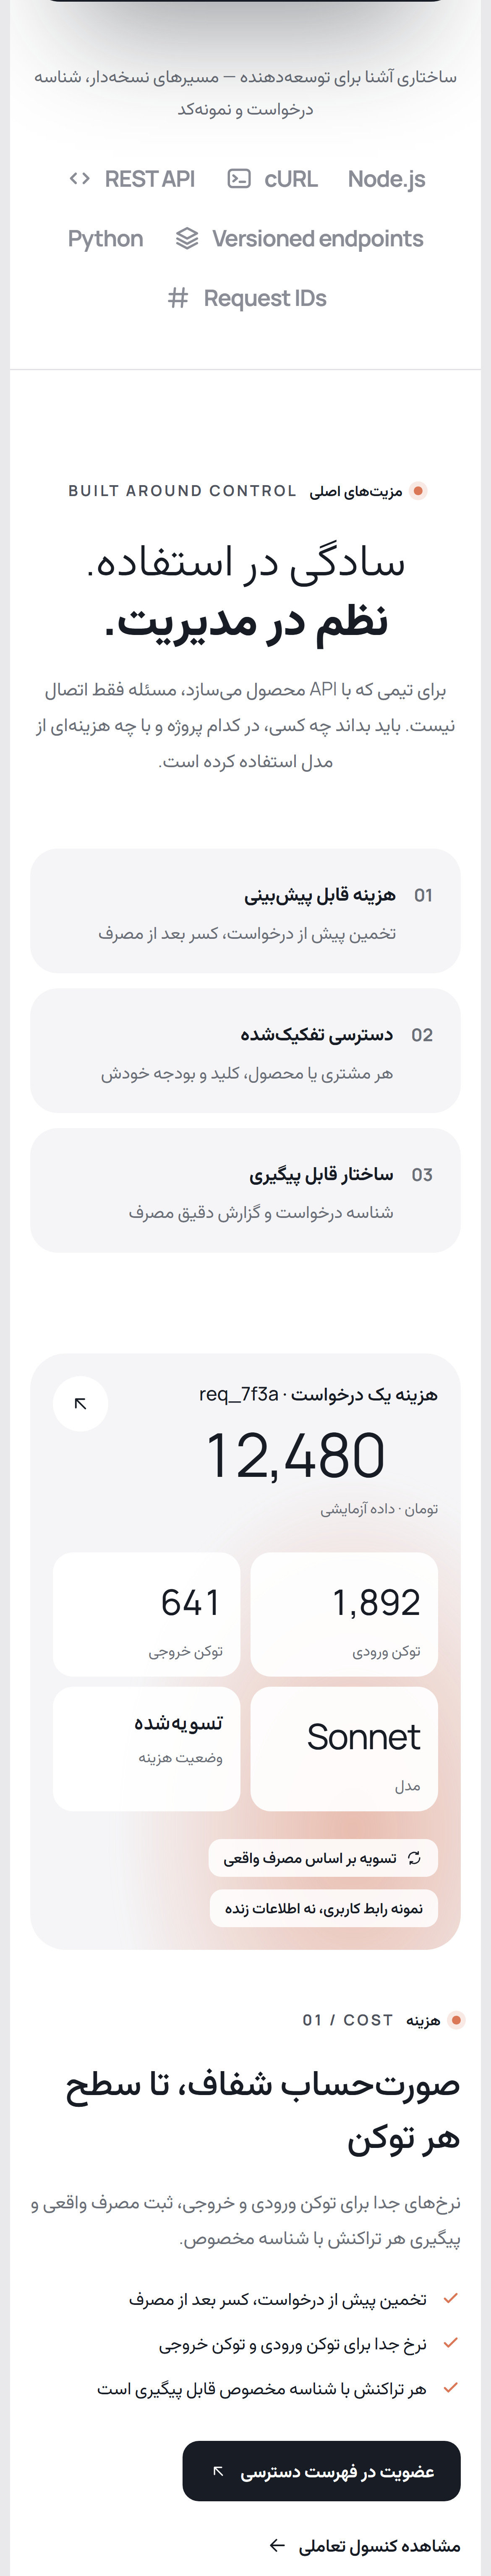 ساختاری آشنا برای توسعه‌دهنده — مسیرهای نسخه‌دار، شناسه
درخواست و نمونه‌کد
REST API cURL Node.js
Python Versioned endpoints
Request IDs
مزیت‌های اصلی BUILT AROUND CONTROL
سادگی در استفاده.
نظم در مدیریت.
برای تیمی که با API محصول می‌سازد، مسئله فقط اتصال
نیست. باید بداند چه کسی، در کدام پروژه و با چه هزینه‌ای از
مدل استفاده کرده است.
01 هزینه قابل پیش‌بینی
تخمین پیش از درخواست، کسر بعد از مصرف
02 دسترسی تفکیک‌شده
هر مشتری یا محصول، کلید و بودجه خودش
03 ساختار قابل پیگیری
شناسه درخواست و گزارش دقیق مصرف
هزینه یک درخواست · req_7f3a
12,480
تومان · داده آزمایشی
1,892
توکن ورودی
641
توکن خروجی
Sonnet
مدل
تسویه‌شده
وضعیت هزینه
تسویه بر اساس مصرف واقعی
نمونه رابط کاربری، نه اطلاعات زنده
هزینه 01 / COST
صورت‌حساب شفاف، تا سطح
هر توکن
نرخ‌های جدا برای توکن ورودی و خروجی، ثبت مصرف واقعی و
پیگیری هر تراکنش با شناسه مخصوص.
تخمین پیش از درخواست، کسر بعد از مصرف
نرخ جدا برای توکن ورودی و توکن خروجی
هر تراکنش با شناسه مخصوص قابل پیگیری است
عضویت در فهرست دسترسی
مشاهده کنسول تعاملی